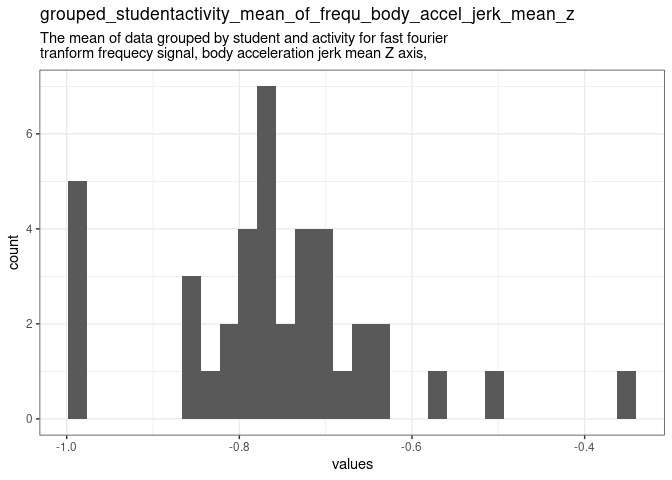 grouped_studentactivity_mean_of_frequ_body_accel_jerk_mean_z
The mean of data grouped by student and activity for fast fourier
tranform frequecy signal, body acceleration jerk mean Z axis,
6
4
2
0
count
-1.0
-0.8
-0.6
-0.4
values